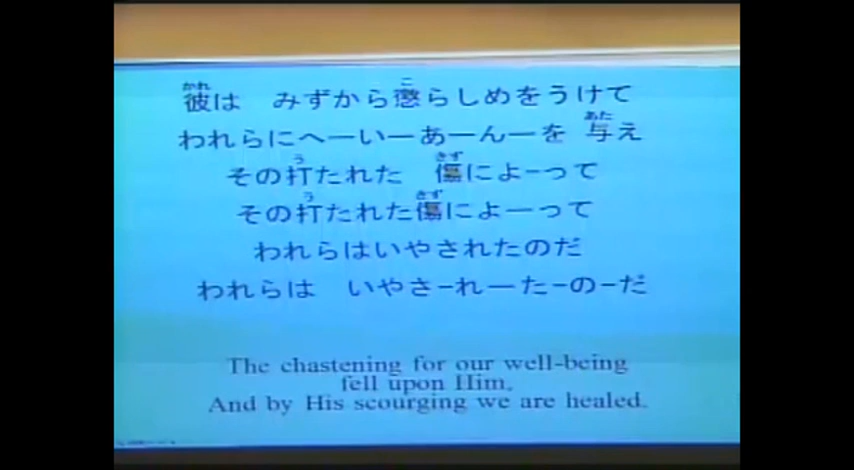 彼は　みずから懲らしめをうけて
われらにへーいーあーんーを 与え
その打たれた　傷によーって
その打たれた傷によーって
われらはいやされたのだ
われらは　いやさーれーたーのーだ
The chastening for our well-being
fell upon Him,
And by His scourging we are healed.